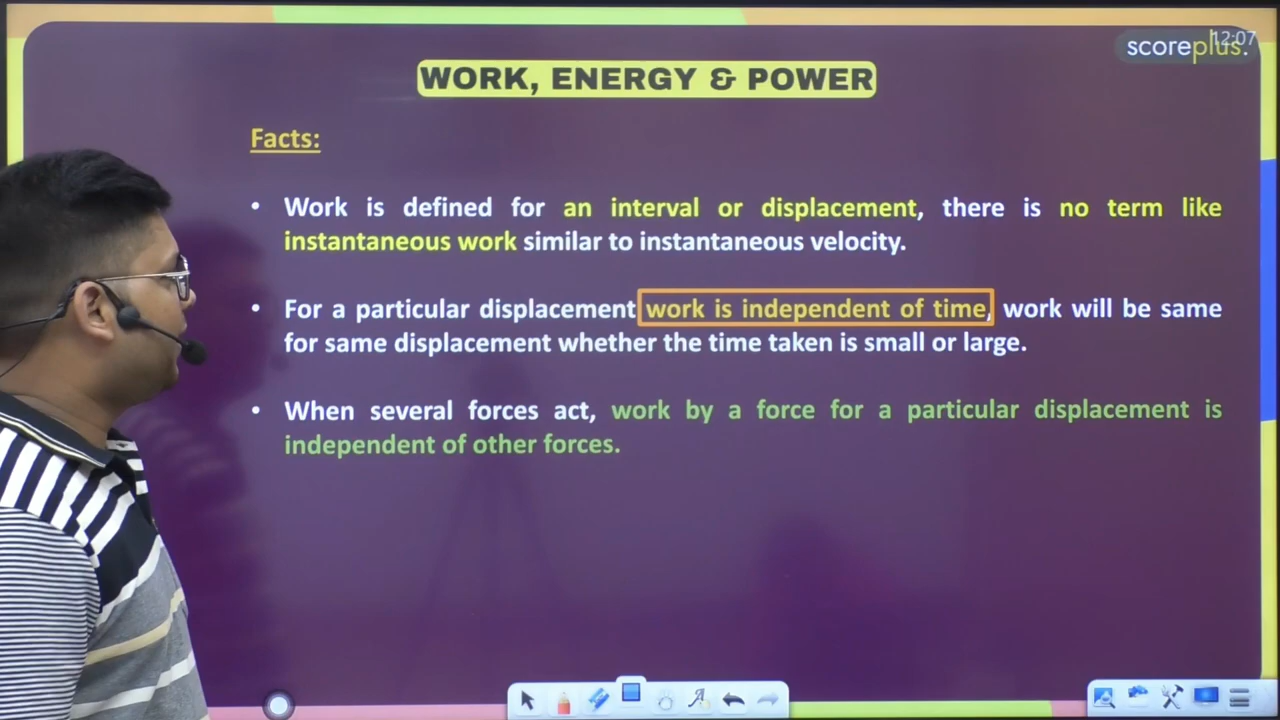 scoreplus.
12:07
WORK, ENERGY & POWER
Facts:
• Work is defined for an interval or displacement, there is no term like
instantaneous work similar to instantaneous velocity.
• For a particular displacement work is independent of time, work will be same
for same displacement whether the time taken is small or large.
• When several forces act, work by a force for a particular displacement is
independent of other forces.